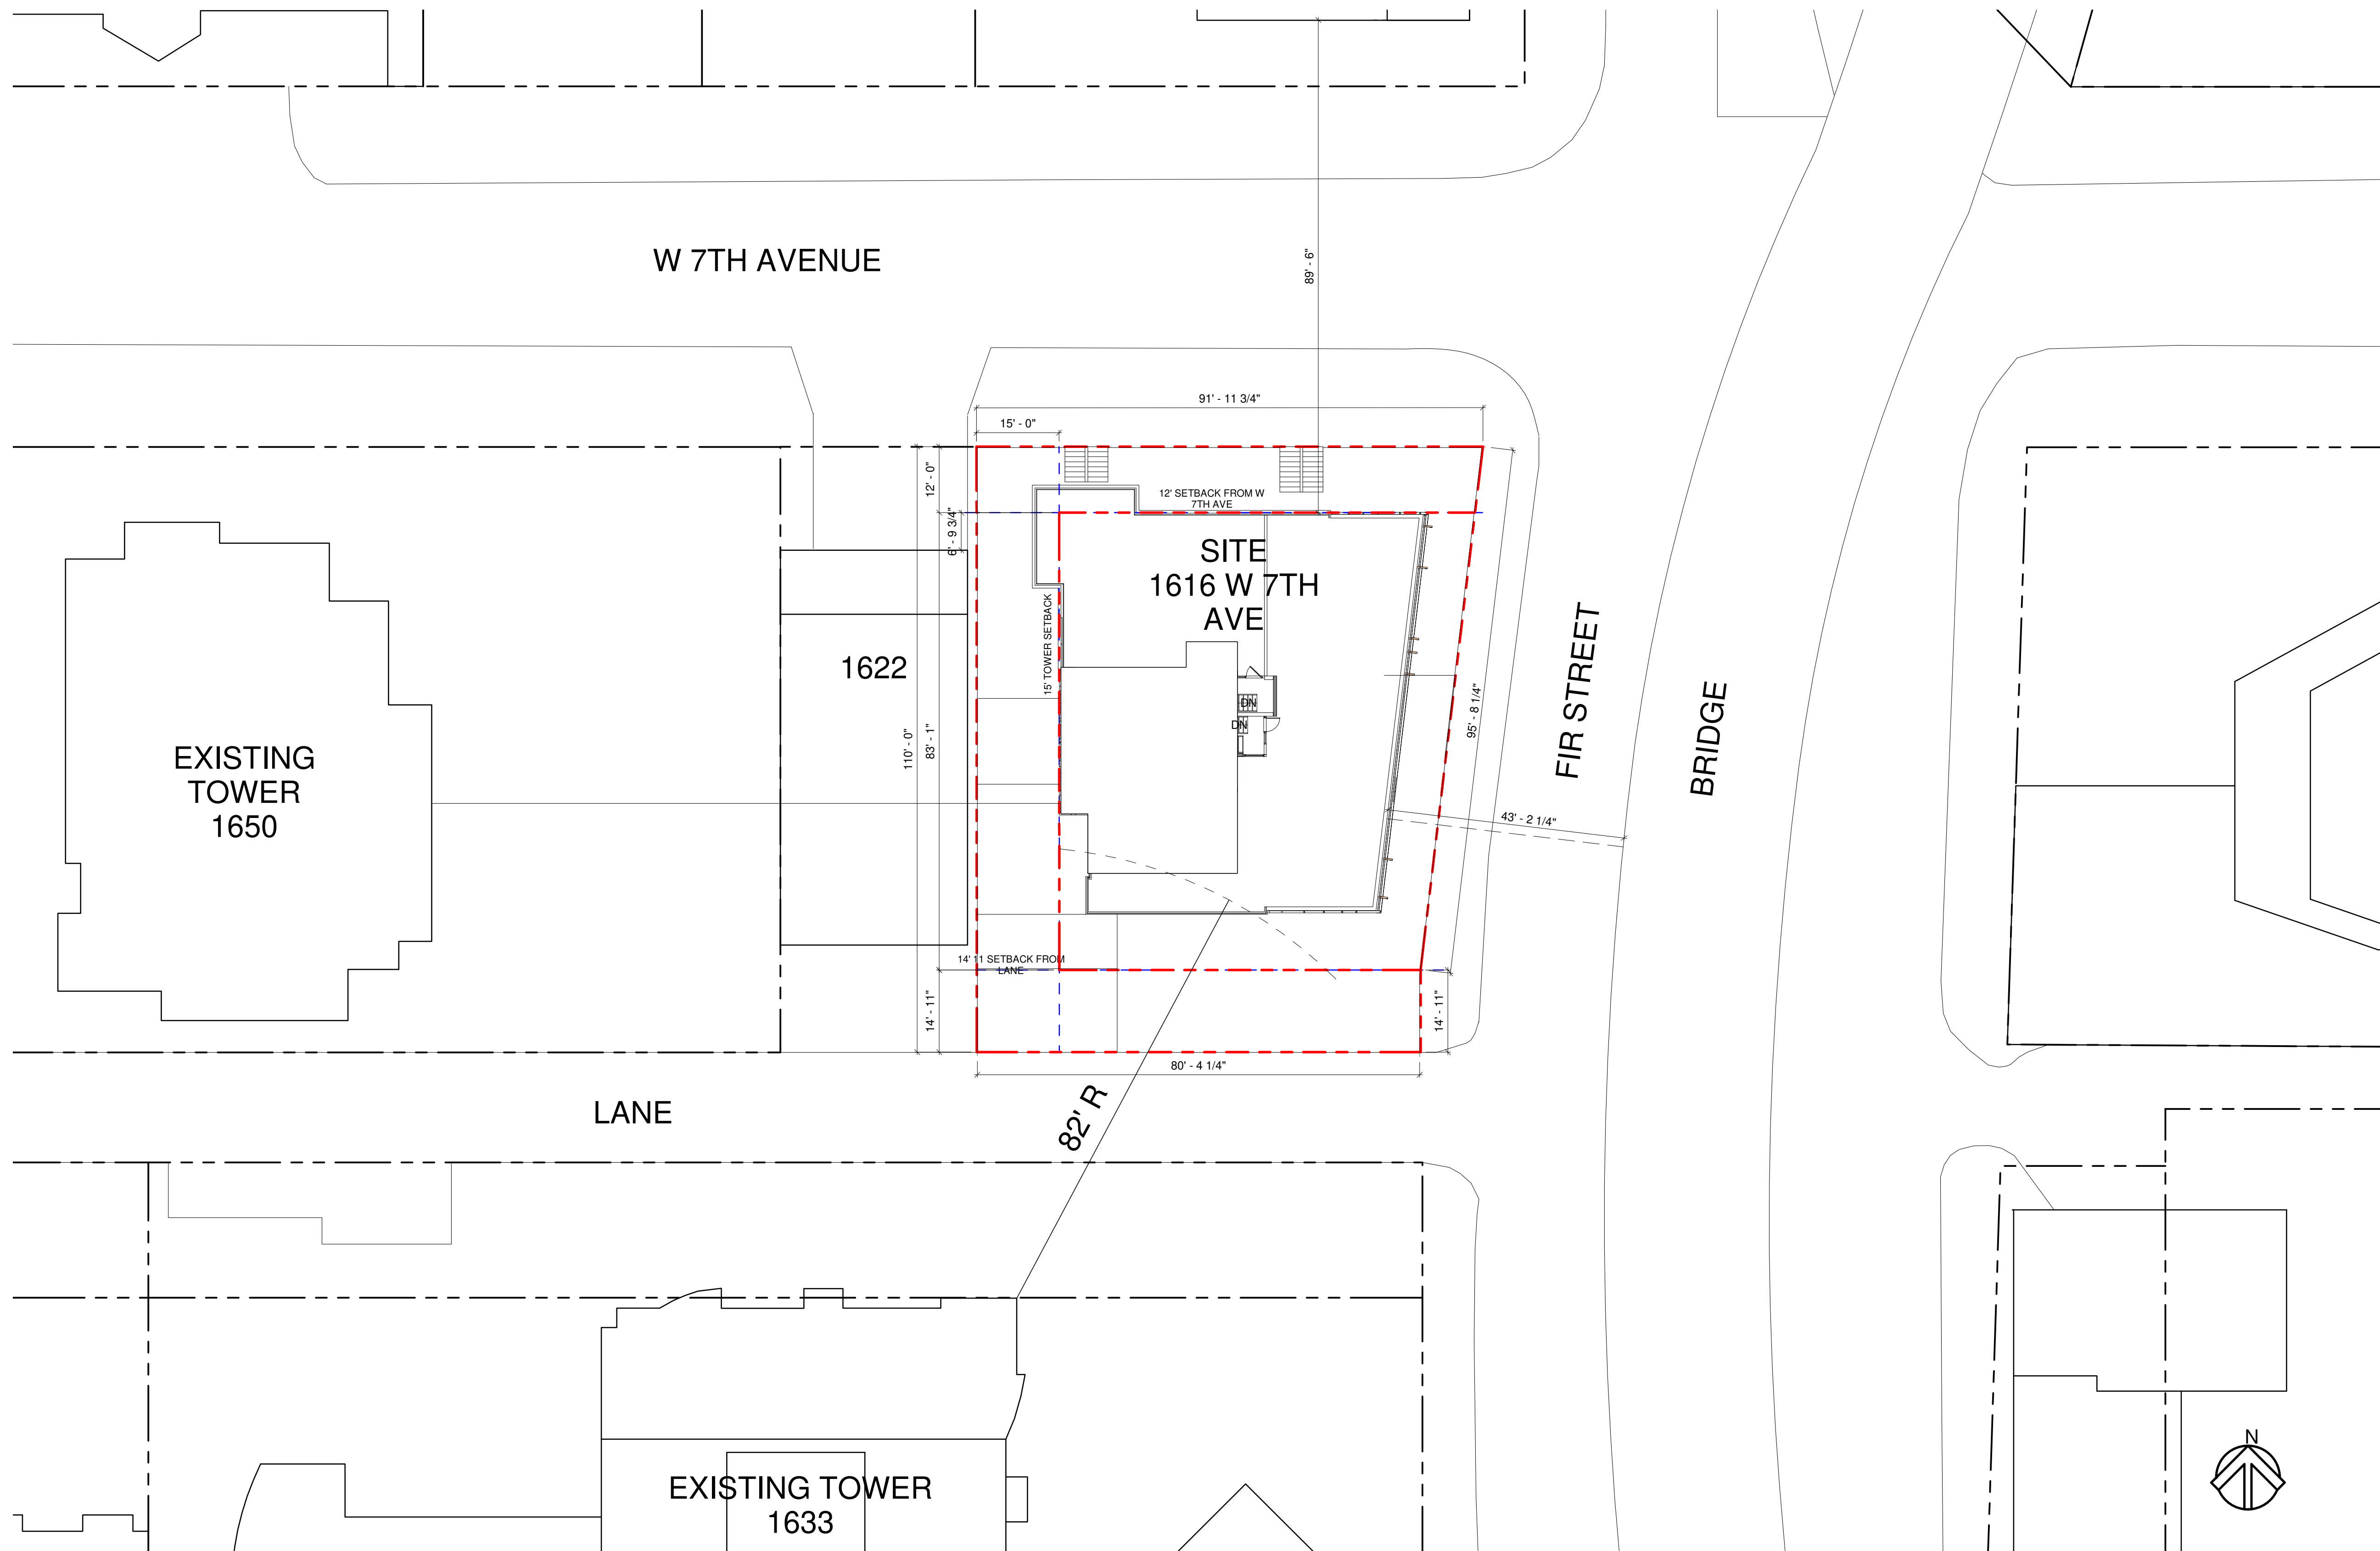 W 7TH AVENUE
89' - 6"
91' - 11 3/4"
15' - 0"
12' - 0"
6' - 9 3/4"
12' SETBACK FROM W
7TH AVE
SITE
1616 W 7TH
AVE
15' TOWER SETBACK
1622
DN
DN
110' - 0"
83' - 1"
95' - 8 1/4"
FIR STREET
BRIDGE
EXISTING
TOWER
1650
43' - 2 1/4"
14' 11 SETBACK FROM
LANE
14' - 11"
14' - 11"
80' - 4 1/4"
LANE
82' R
N
EXISTING TOWER
1633